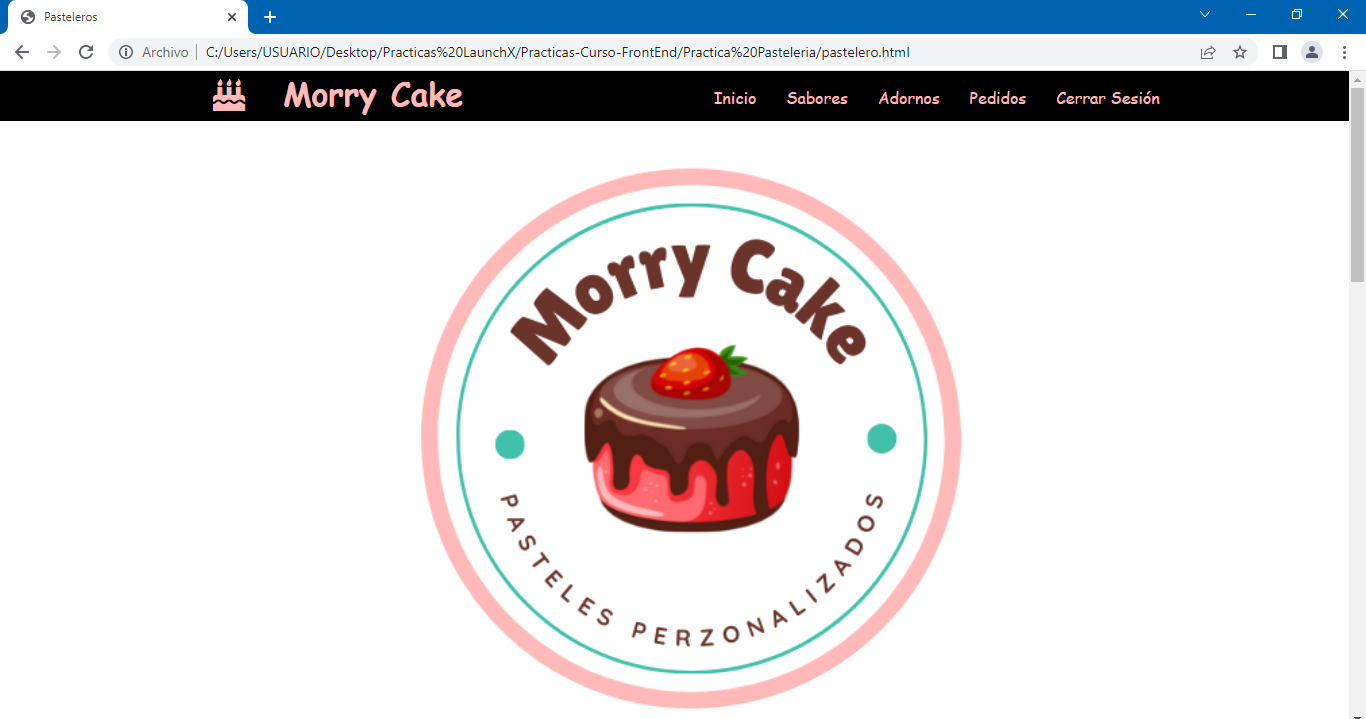 Pasteleros
Archivo C:/Users/USUARIO/Desktop/Practicas%20LaunchX/Practicas-Curso-FrontEnd/Practica%20Pasteleria/pastelero.html
Morry Cake Inicio Sabores Adornos Pedidos Cerrar Sesión
Morry Cake
PASTELES PERZONALIZADOS